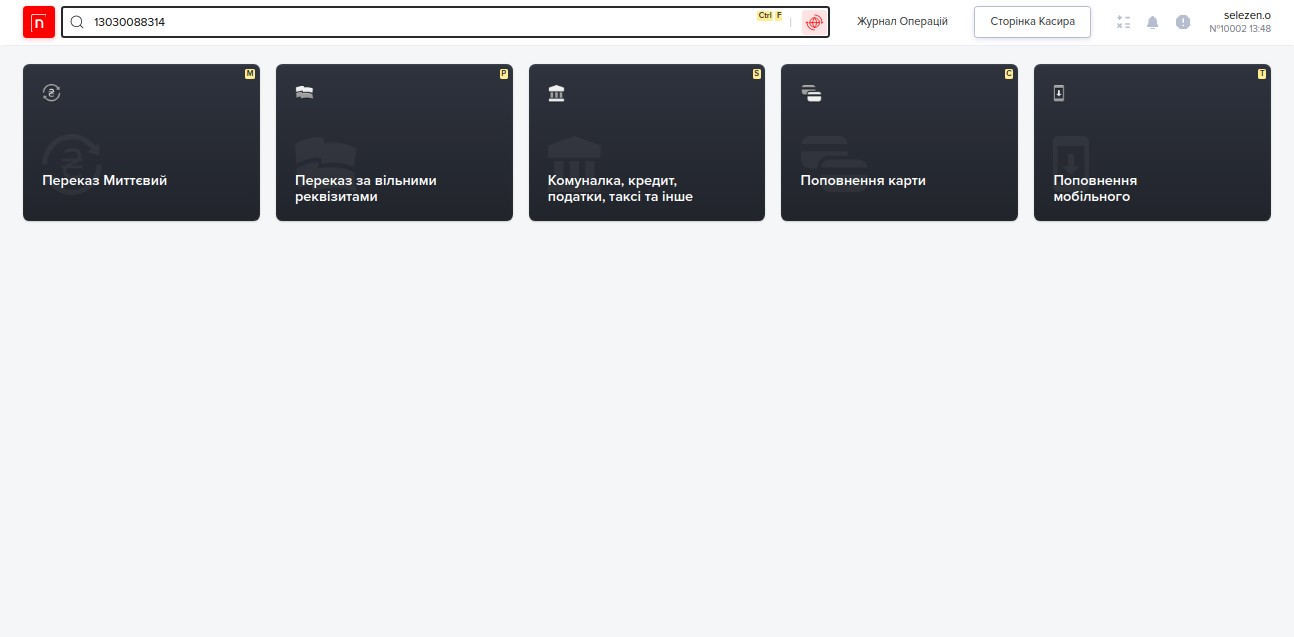 n
13030088314
Ctrl F
Журнал Операцій
Сторінка Касира
selezen.o
№10002 13:48
M
Переказ Миттєвий
P
Переказ за вільними
реквізитами
S
Комуналка, кредит,
податки, таксі та інше
C
Поповнення карти
T
Поповнення
мобільного